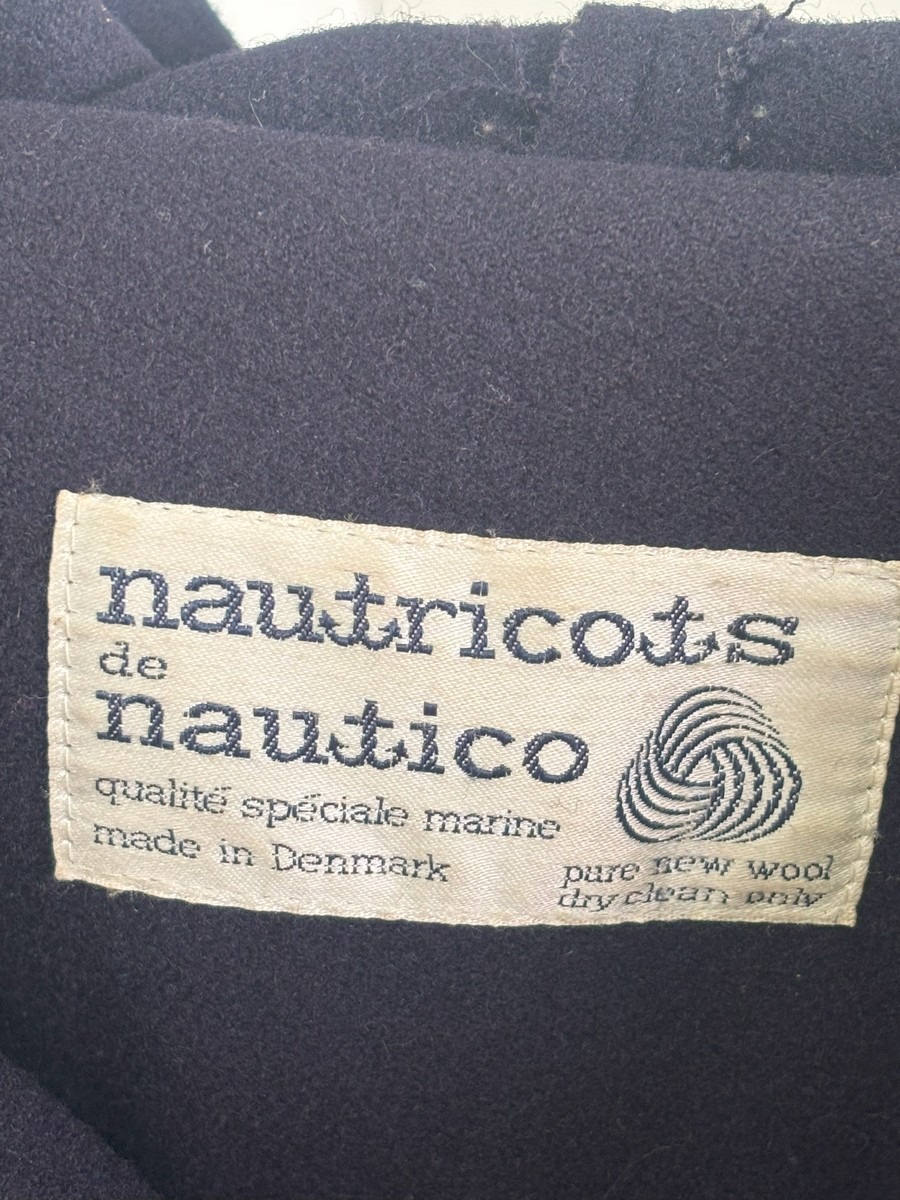 nautricots
de
nautico
qualité spéciale marine
made in Denmark
pure new wool
dry clean only